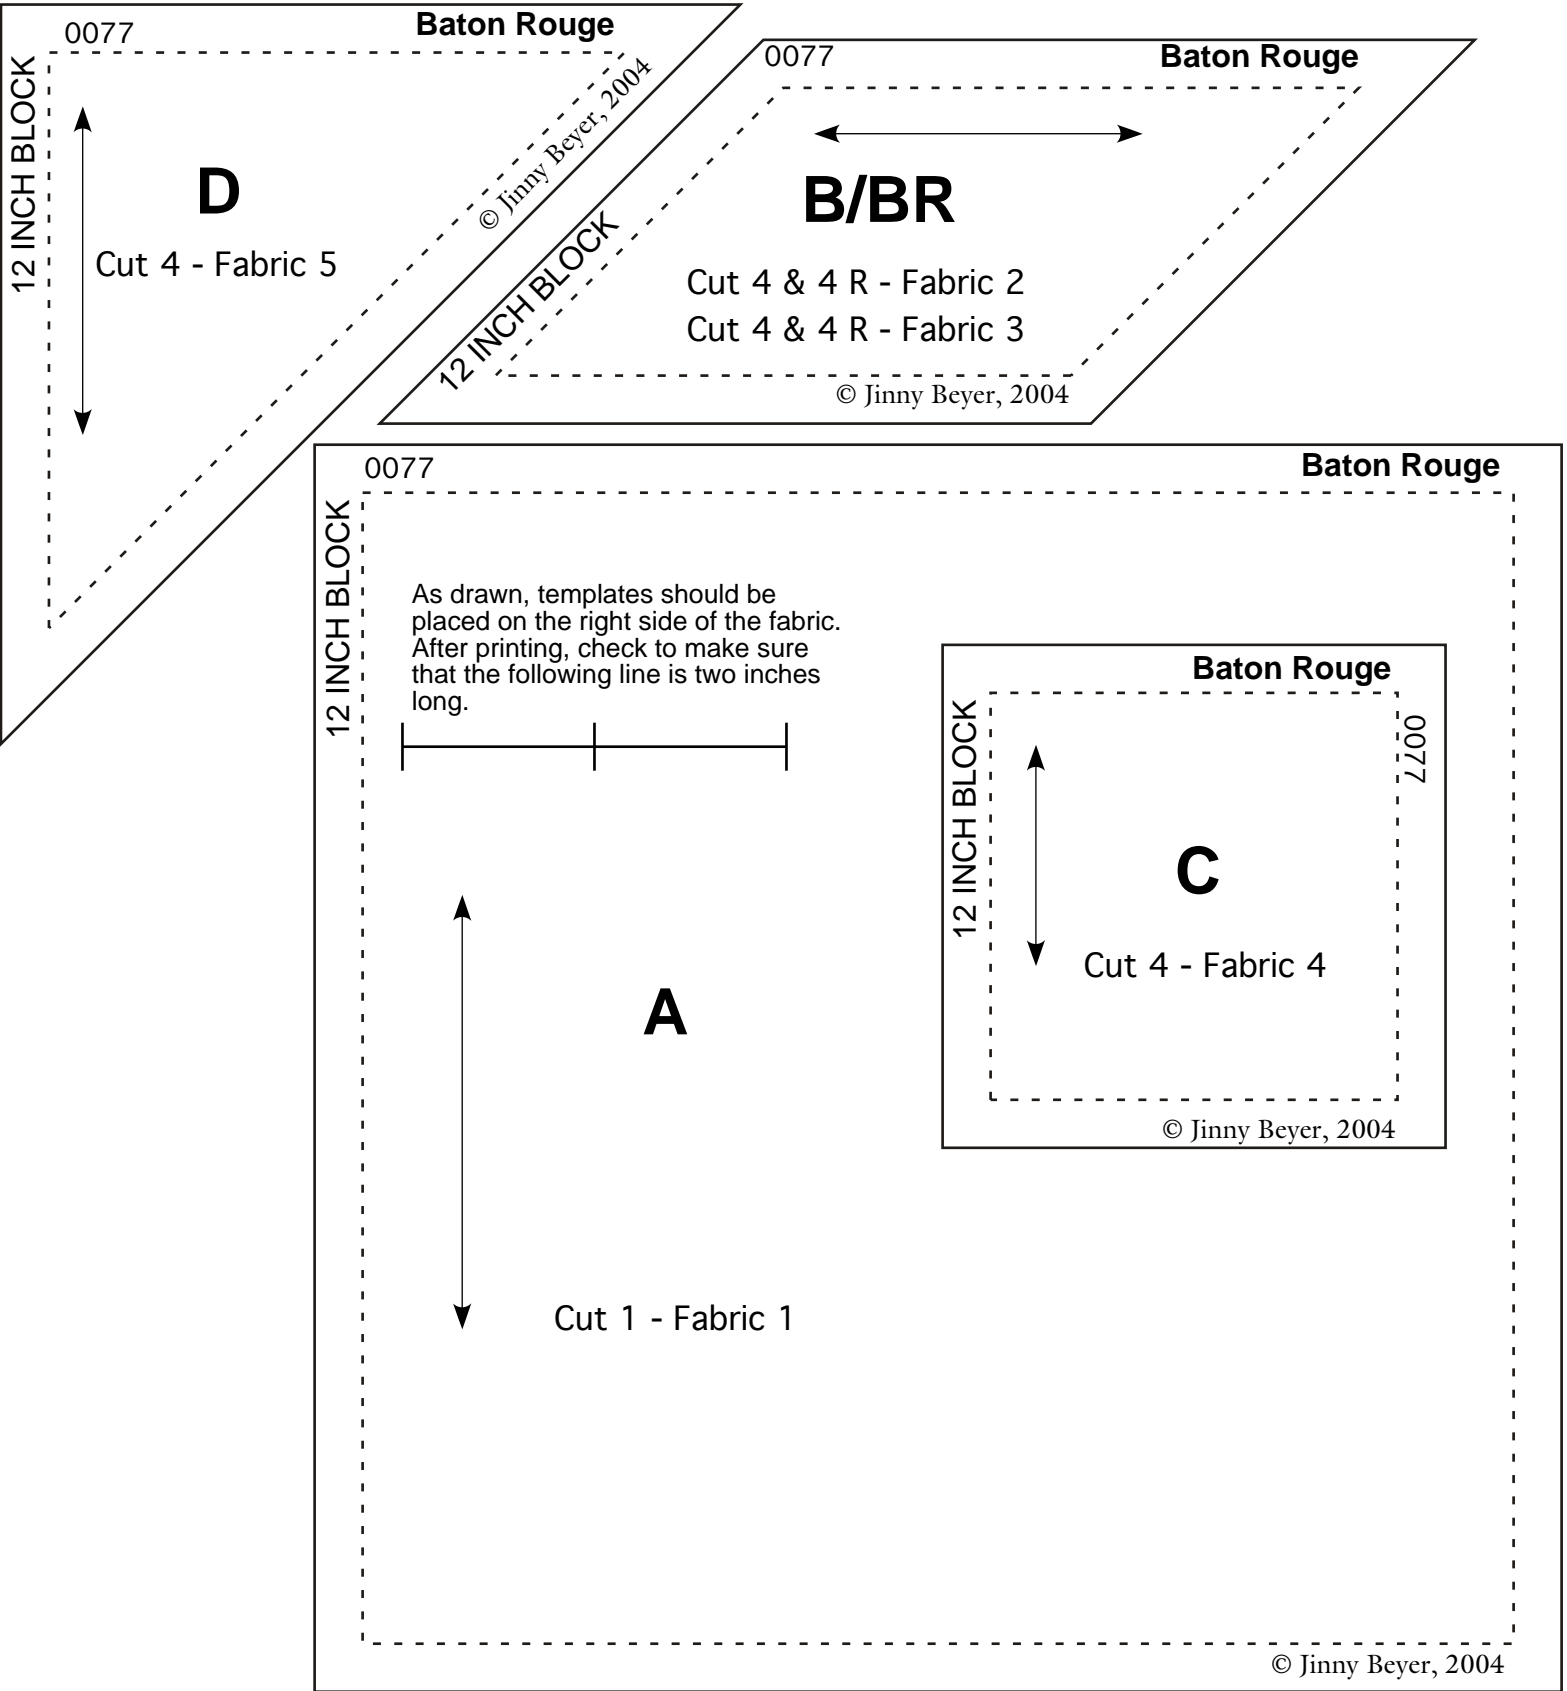 0077
Baton Rouge
12 INCH BLOCK
D
Cut 4 - Fabric 5
© Jinny Beyer, 2004
0077
Baton Rouge
12 INCH BLOCK
B/BR
Cut 4 & 4 R - Fabric 2
Cut 4 & 4 R - Fabric 3
© Jinny Beyer, 2004
0077
Baton Rouge
12 INCH BLOCK
As drawn, templates should be
placed on the right side of the fabric.
After printing, check to make sure
that the following line is two inches
long.
A
Cut 1 - Fabric 1
Baton Rouge
0077
12 INCH BLOCK
C
Cut 4 - Fabric 4
© Jinny Beyer, 2004
© Jinny Beyer, 2004